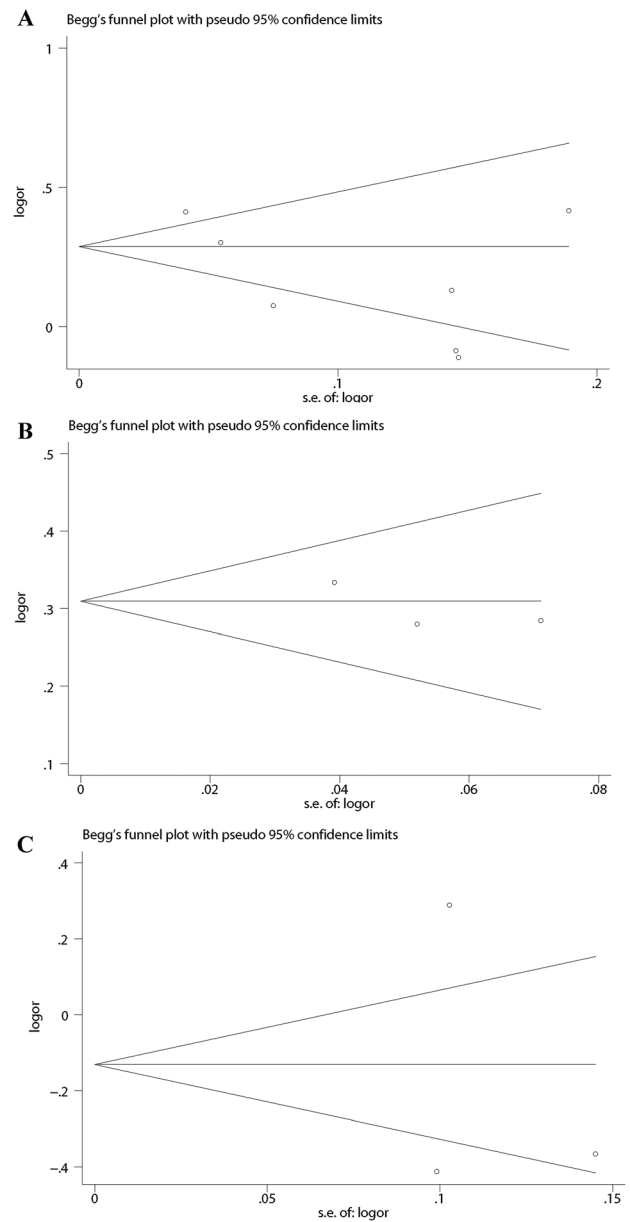 A
Begg's funnel plot with pseudo 95% confidence limits
1
.5
0
logor
0 .1 .2
s.e. of: logor
B
Begg's funnel plot with pseudo 95% confidence limits
.5
.4
.3
.2
.1
logor
0 .02 .04 .06 .08
s.e. of: logor
C
Begg's funnel plot with pseudo 95% confidence limits
.4
.2
0
−.2
−.4
logor
0 .05 .1 .15
s.e. of: logor